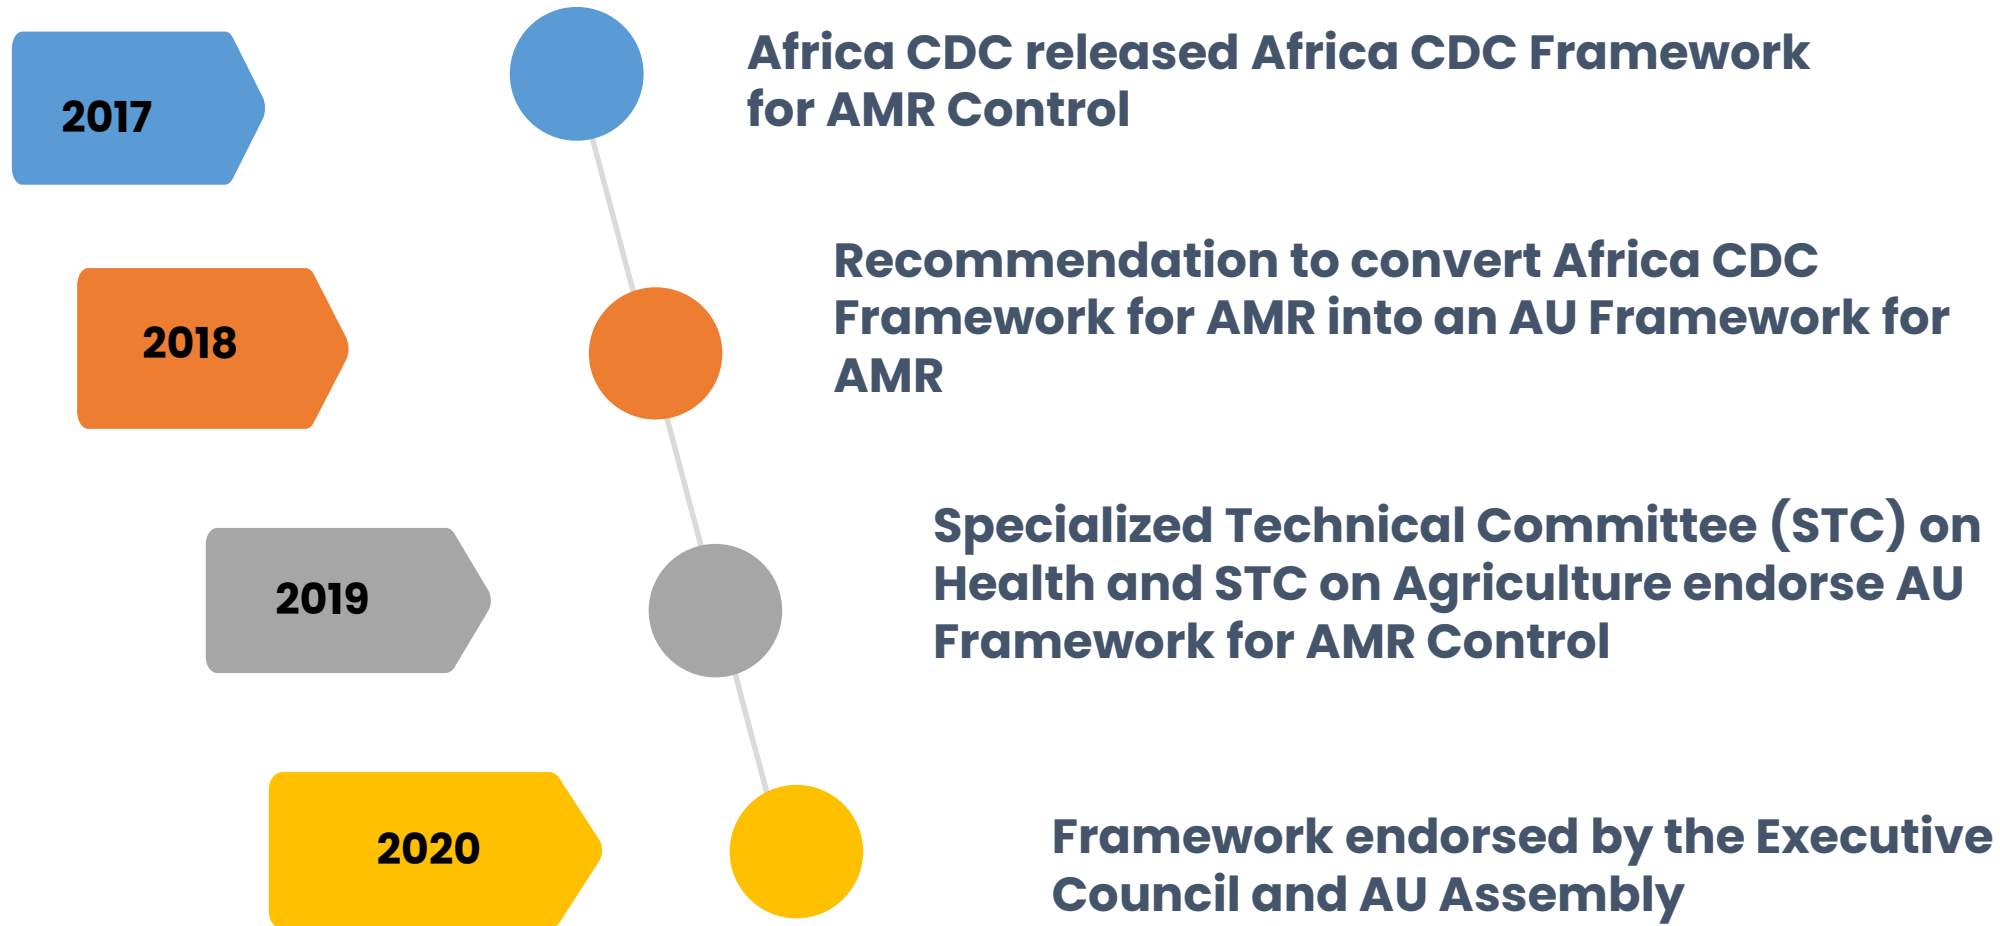 2017
Africa CDC released Africa CDC Framework
for AMR Control
2018
Recommendation to convert Africa CDC
Framework for AMR into an AU Framework for
AMR
2019
Specialized Technical Committee (STC) on
Health and STC on Agriculture endorse AU
Framework for AMR Control
2020
Framework endorsed by the Executive
Council and AU Assembly